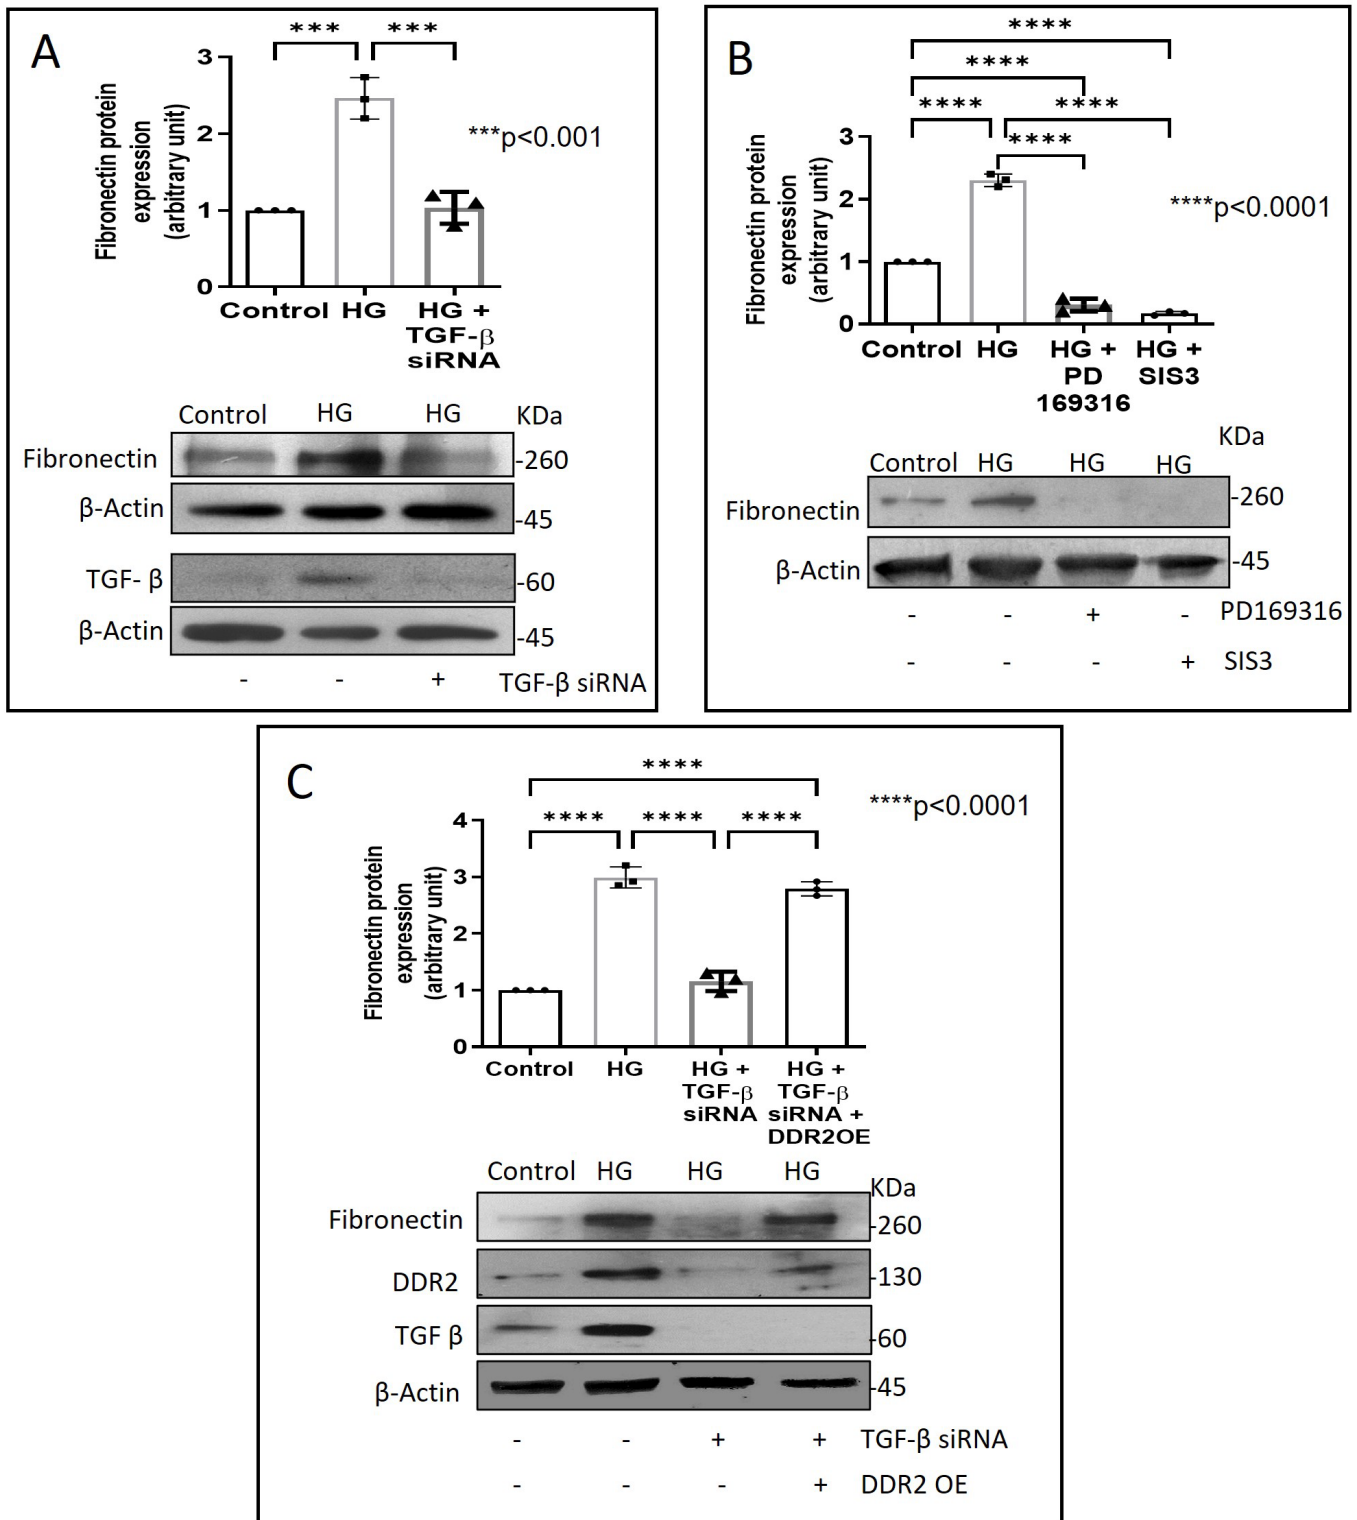 A
*** ***
***p<0.001
Fibronectin protein
expression
(arbitrary unit)
3
2
1
0
Control HG HG +
TGF-β
siRNA
Control HG HG KDa
Fibronectin -260
β-Actin -45
TGF- β -60
β-Actin -45
- - + TGF-β siRNA
B
****
****
**** ****
****
****p<0.0001
Fibronectin protein
expression
(arbitrary unit)
3
2
1
0
Control HG HG + HG +
PD SIS3
169316
KDa
Control HG HG HG
Fibronectin -260
β-Actin -45
- - + - PD169316
- - - + SIS3
C
****
**** **** ****
****p<0.0001
Fibronectin protein
expression
(arbitrary unit)
4
3
2
1
0
Control HG HG + HG +
TGF-β TGF-β
siRNA siRNA +
DDR2OE
Control HG HG HG
KDa
Fibronectin -260
DDR2 -130
TGF β -60
β-Actin -45
- - + + TGF-β siRNA
- - - + DDR2 OE